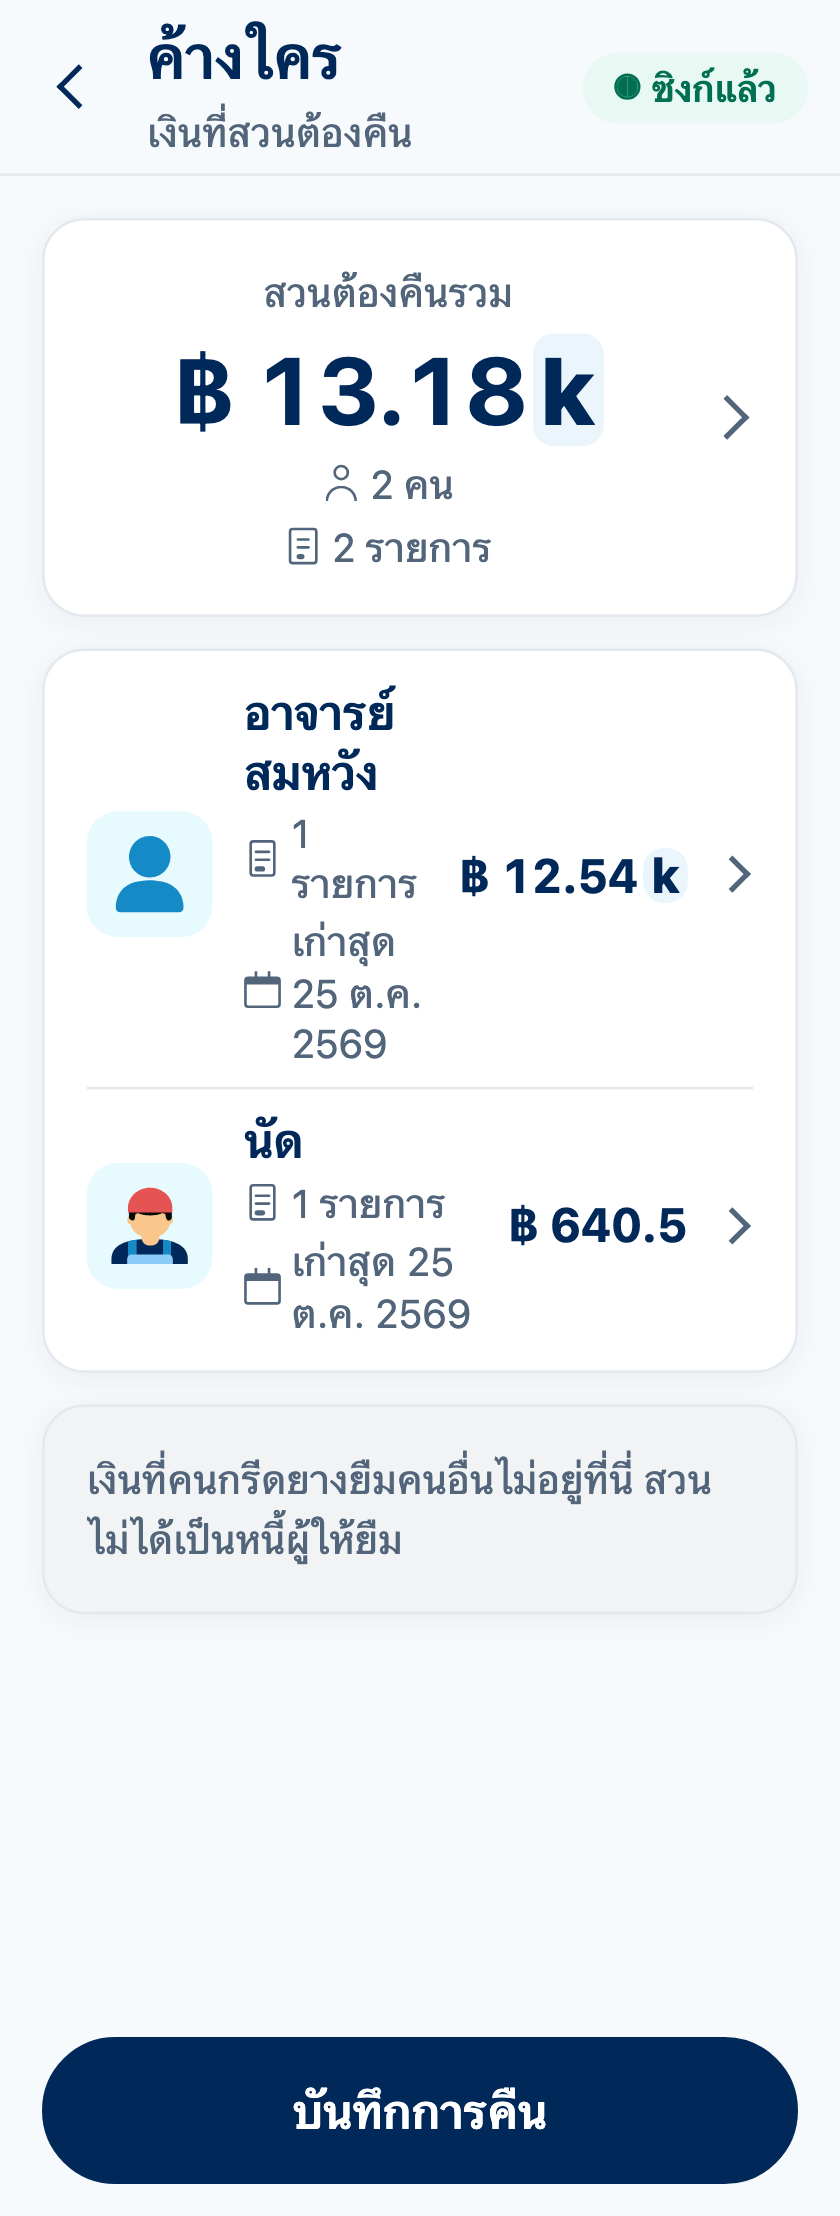 ค้างใคร
เงินที่สวนต้องคืน
ซิงก์แล้ว
สวนต้องคืนรวม
฿ 13.18k
2 คน
2 รายการ
อาจารย์
สมหวัง
1
รายการ
เก่าสุด
25 ต.ค.
2569
฿ 12.54 k
นัด
1 รายการ
เก่าสุด 25
ต.ค. 2569
฿ 640.5
เงินที่คนกรีดยางยืมคนอื่นไม่อยู่ที่นี่ สวน
ไม่ได้เป็นหนี้ผู้ให้ยืม
บันทึกการคืน